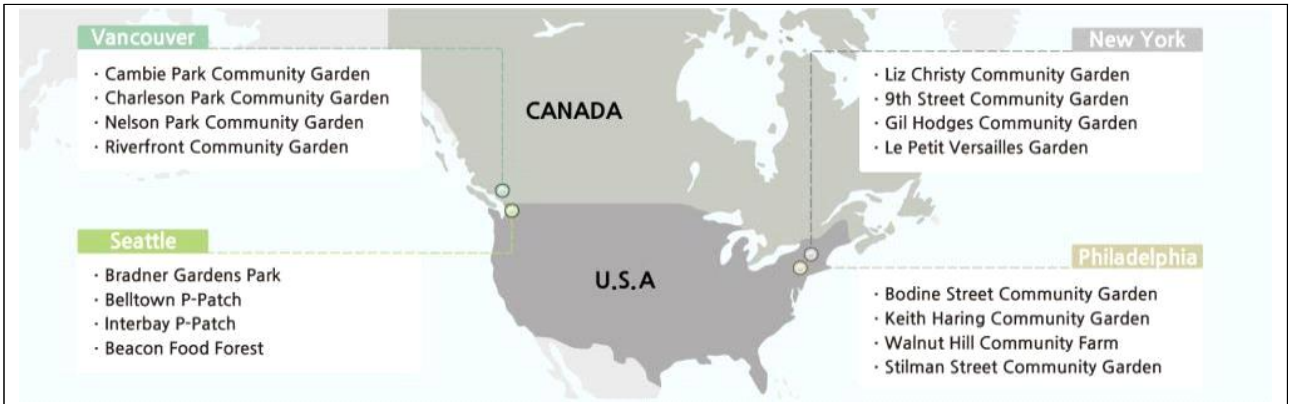 Vancouver
· Cambie Park Community Garden
· Charleson Park Community Garden
· Nelson Park Community Garden
· Riverfront Community Garden
Seattle
· Bradner Gardens Park
· Belltown P-Patch
· Interbay P-Patch
· Beacon Food Forest
CANADA
U.S.A
New York
· Liz Christy Community Garden
· 9th Street Community Garden
· Gil Hodges Community Garden
· Le Petit Versailles Garden
Philadelphia
· Bodine Street Community Garden
· Keith Haring Community Garden
· Walnut Hill Community Farm
· Stilman Street Community Garden